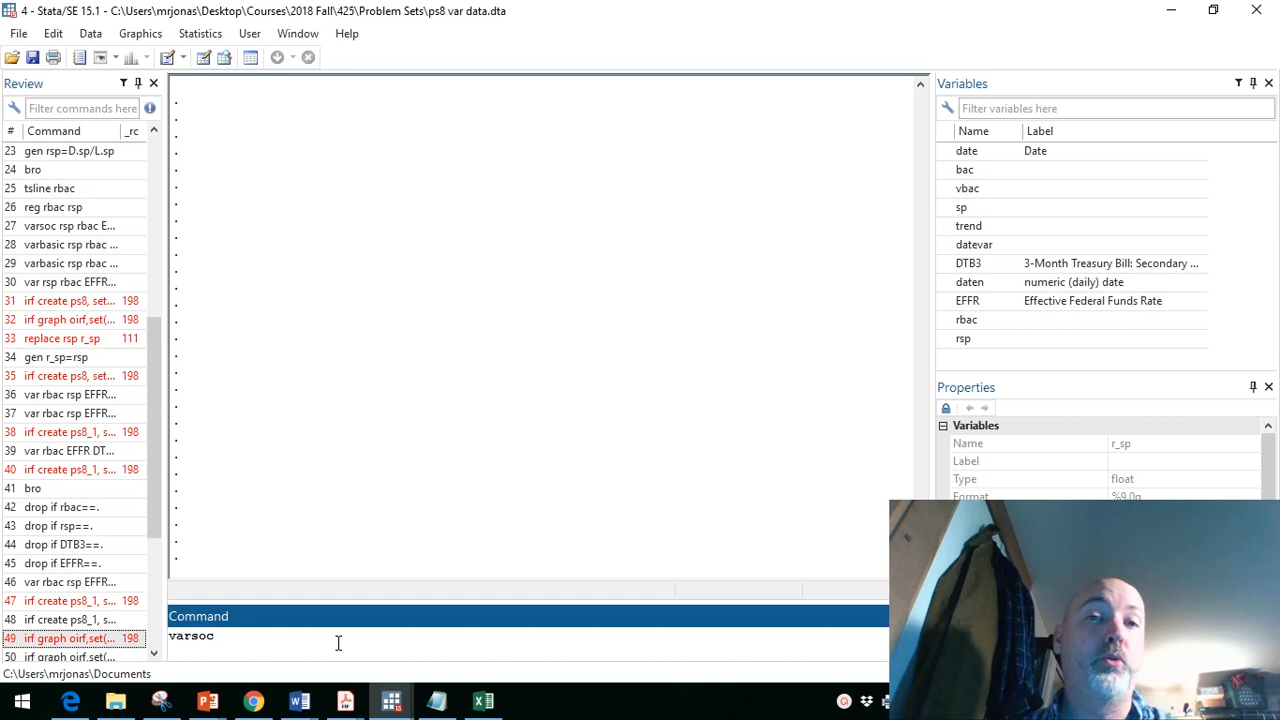 4 - Stata/SE 15.1 - C:\Users\mrjonas\Desktop\Courses\2018 Fall\425\Problem Sets\ps8 var data.dta
File Edit Data Graphics Statistics User Window Help
Review
Filter commands here
# Command _rc
23 gen rsp=D.sp/L.sp
24 bro
25 tsline rbac
26 reg rbac rsp
27 varsoc rsp rbac E...
28 varbasic rsp rbac ...
29 varbasic rsp rbac ...
30 var rsp rbac EFFR...
31 irf create ps8, set... 198
32 irf graph oirf,set(... 198
33 replace rsp r_sp 111
34 gen r_sp=rsp
35 irf create ps8, set... 198
36 var rbac rsp EFFR...
37 var rbac rsp EFFR...
38 irf create ps8_1, s... 198
39 var rbac EFFR DT...
40 irf create ps8_1, s... 198
41 bro
42 drop if rbac==.
43 drop if rsp==.
44 drop if DTB3==.
45 drop if EFFR==.
46 var rbac rsp EFFR...
47 irf create ps8_1, s... 198
48 irf create ps8_1, s...
49 irf graph oirf,set(... 198
50 irf graph oirf,set(...
Command
varsoc
C:\Users\mrjonas\Documents
Variables
Filter variables here
Name Label
date Date
bac
vbac
sp
trend
datevar
DTB3 3-Month Treasury Bill: Secondary ...
daten numeric (daily) date
EFFR Effective Federal Funds Rate
rbac
rsp
Properties
Variables
Name r_sp
Label
Type float
Format %9.0g